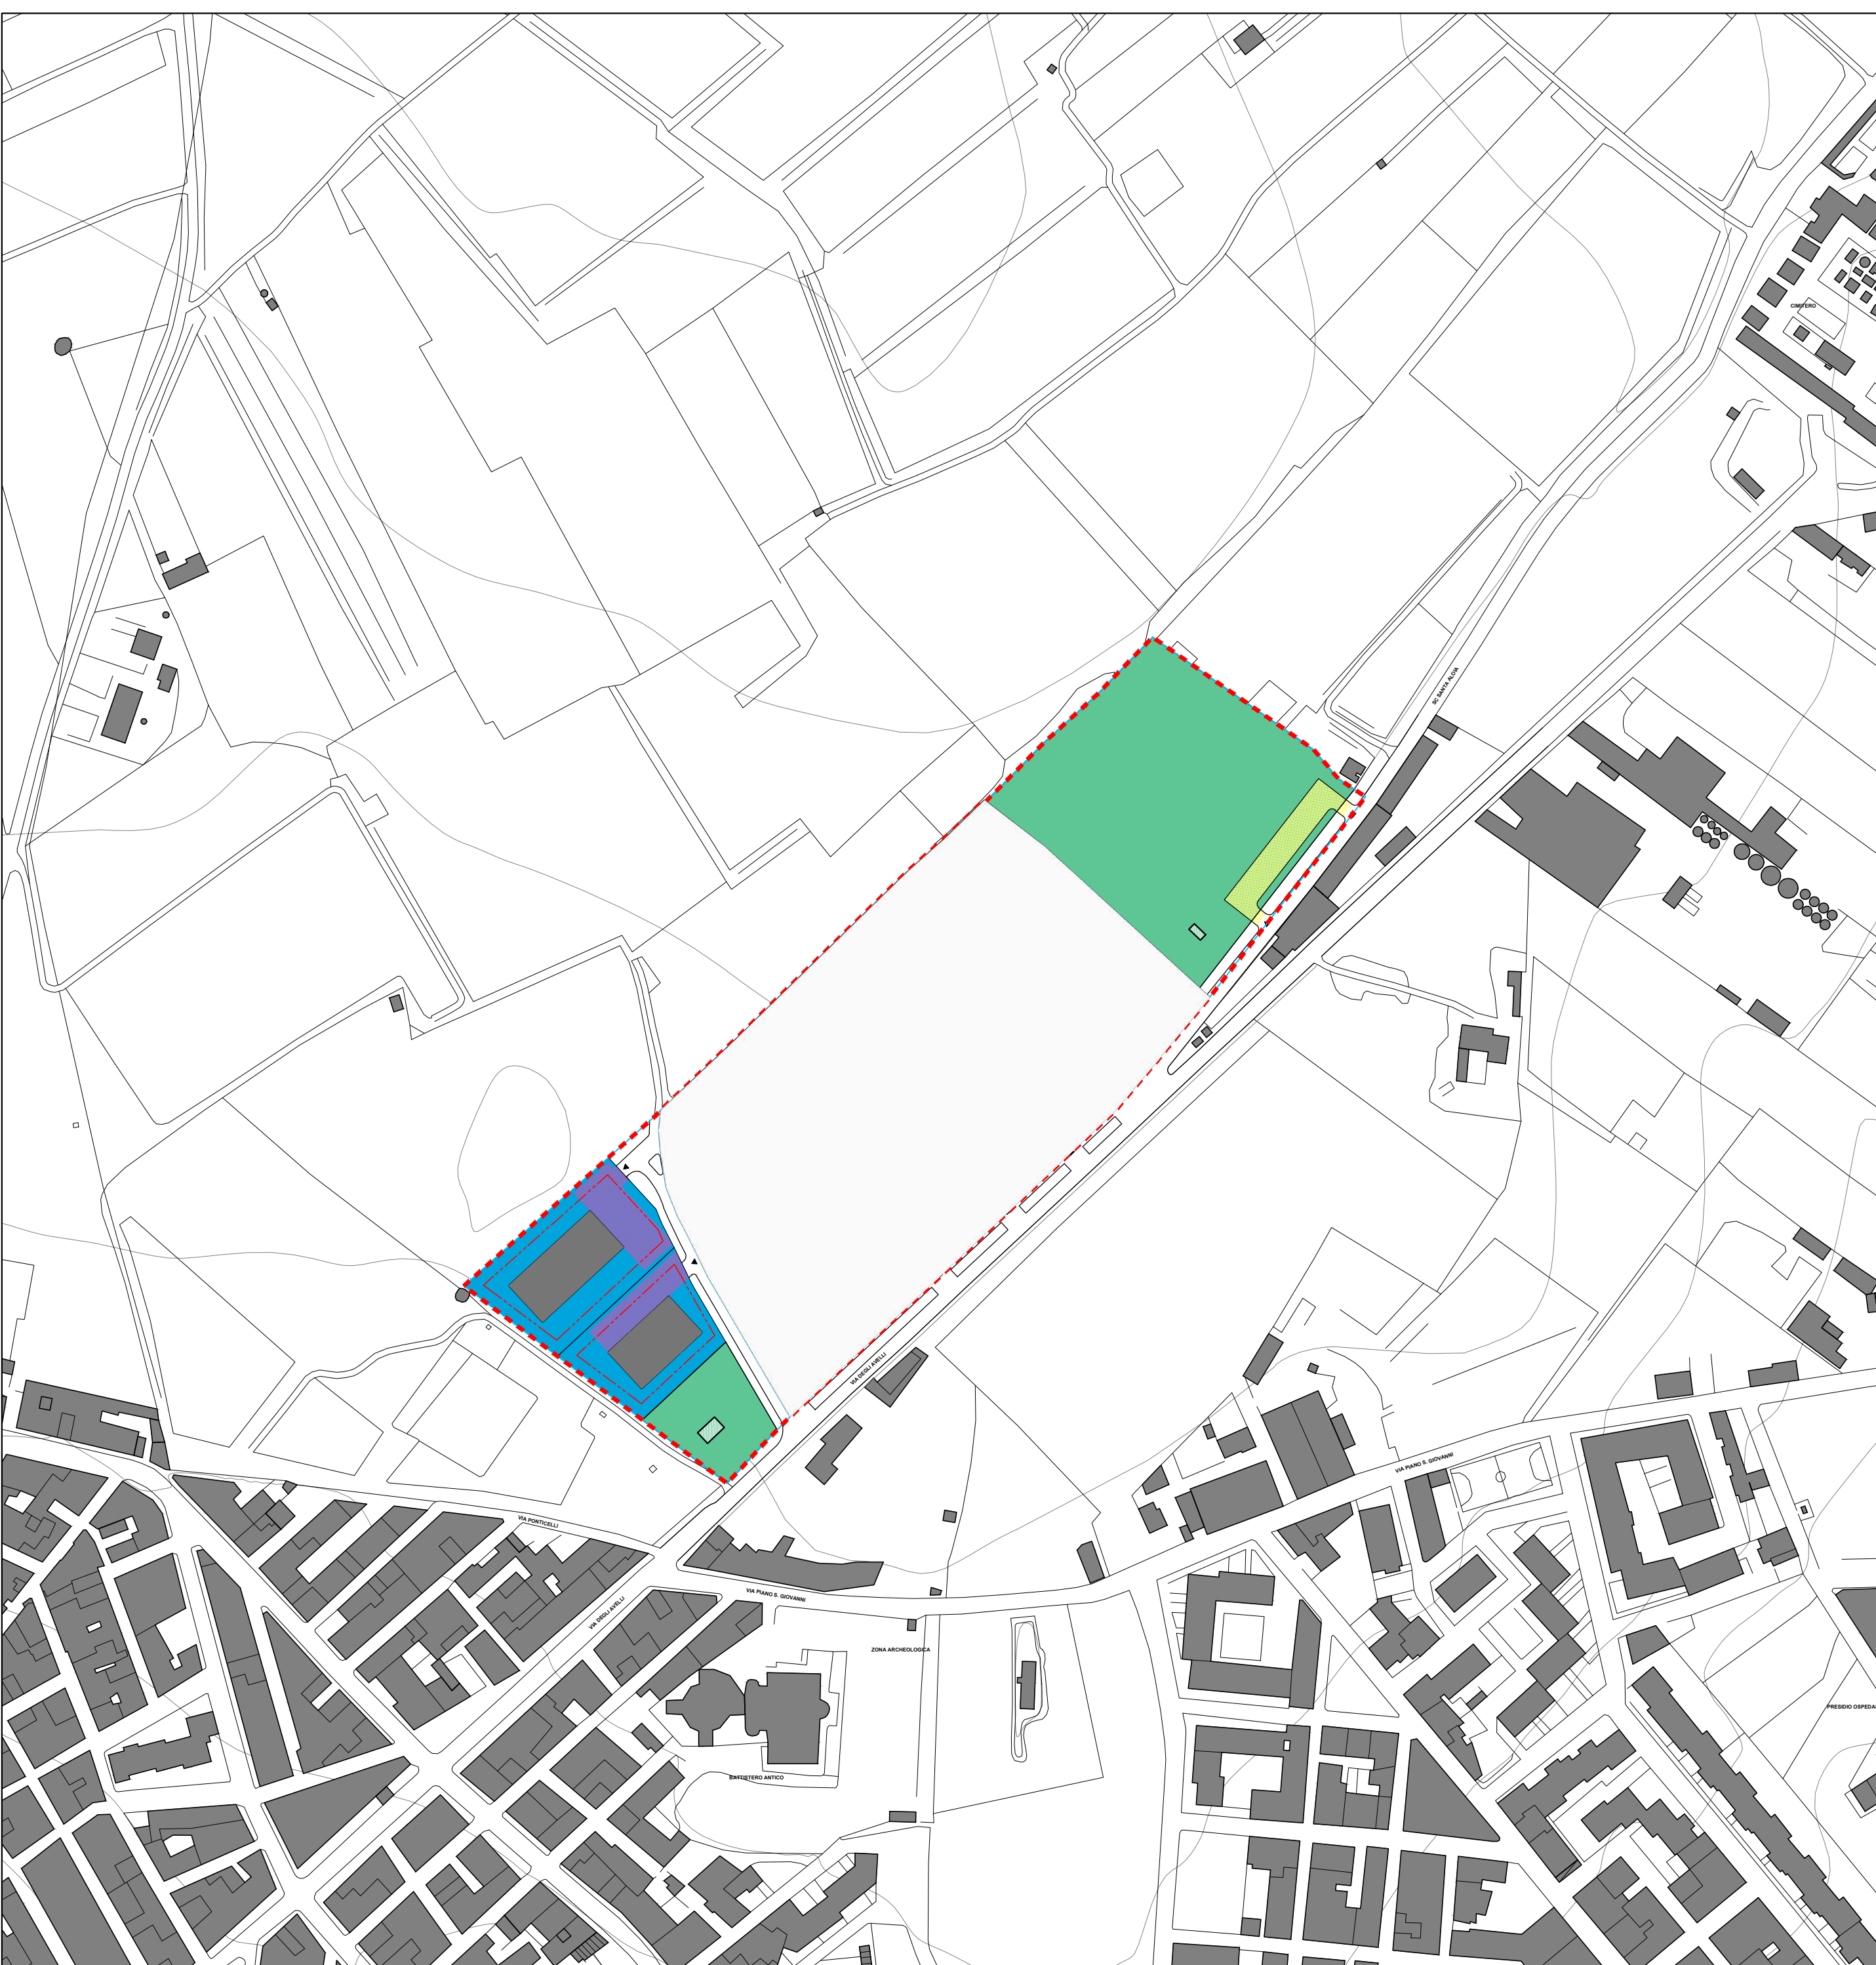 CIMITERO
SC SANTA ALOIA
VIA DEGLI AVELLI
VIA PIANO S. GIOVANNI
VIA PONTICELLI
VIA PIANO S. GIOVANNI
VIA DEGLI AVELLI
ZONA ARCHEOLOGICA
PRESIDIO OSPEDA
BATTISTERO ANTICO